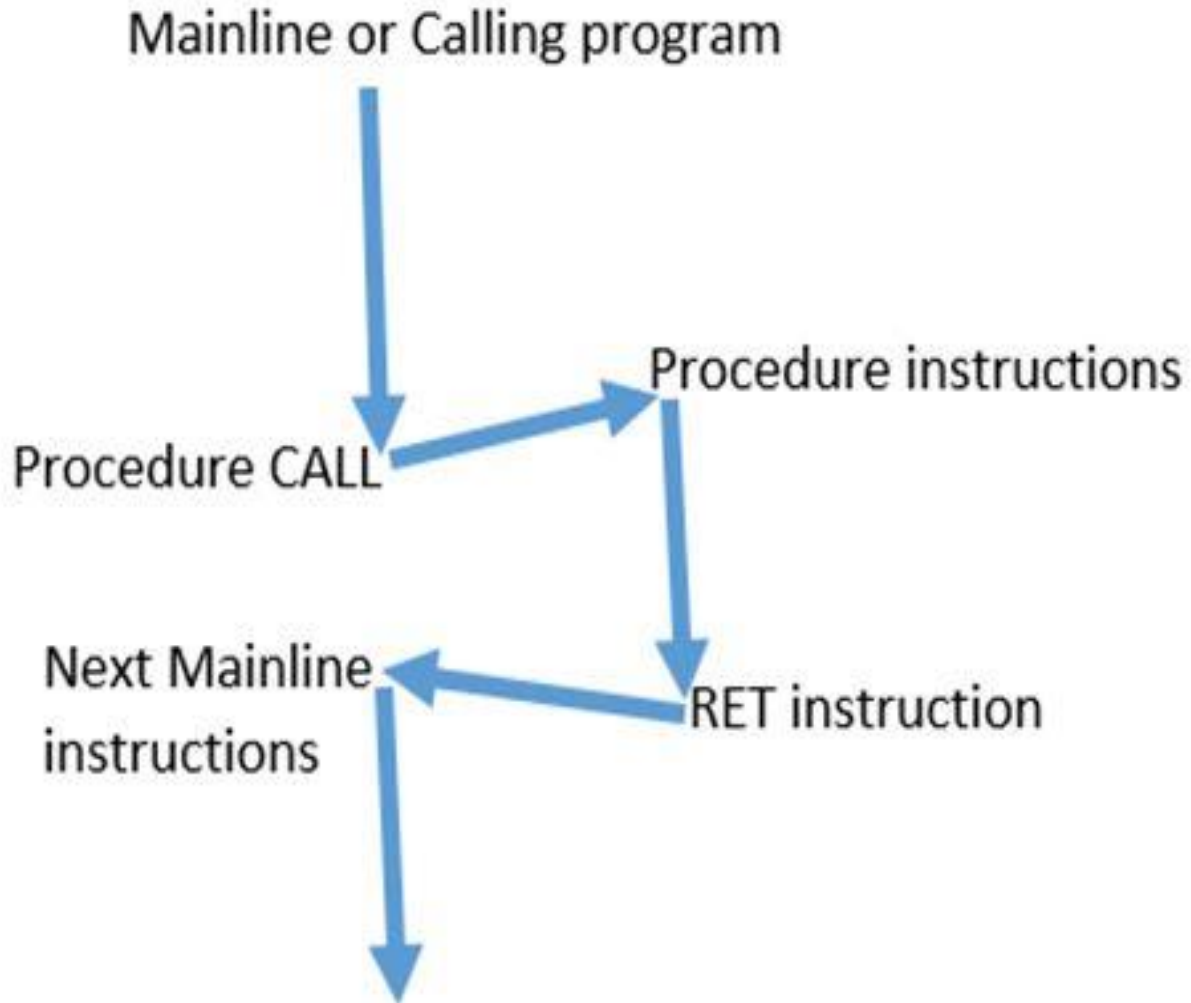 Mainline or Calling program
Procedure instructions
Procedure CALL
Next Mainline
instructions
RET instruction